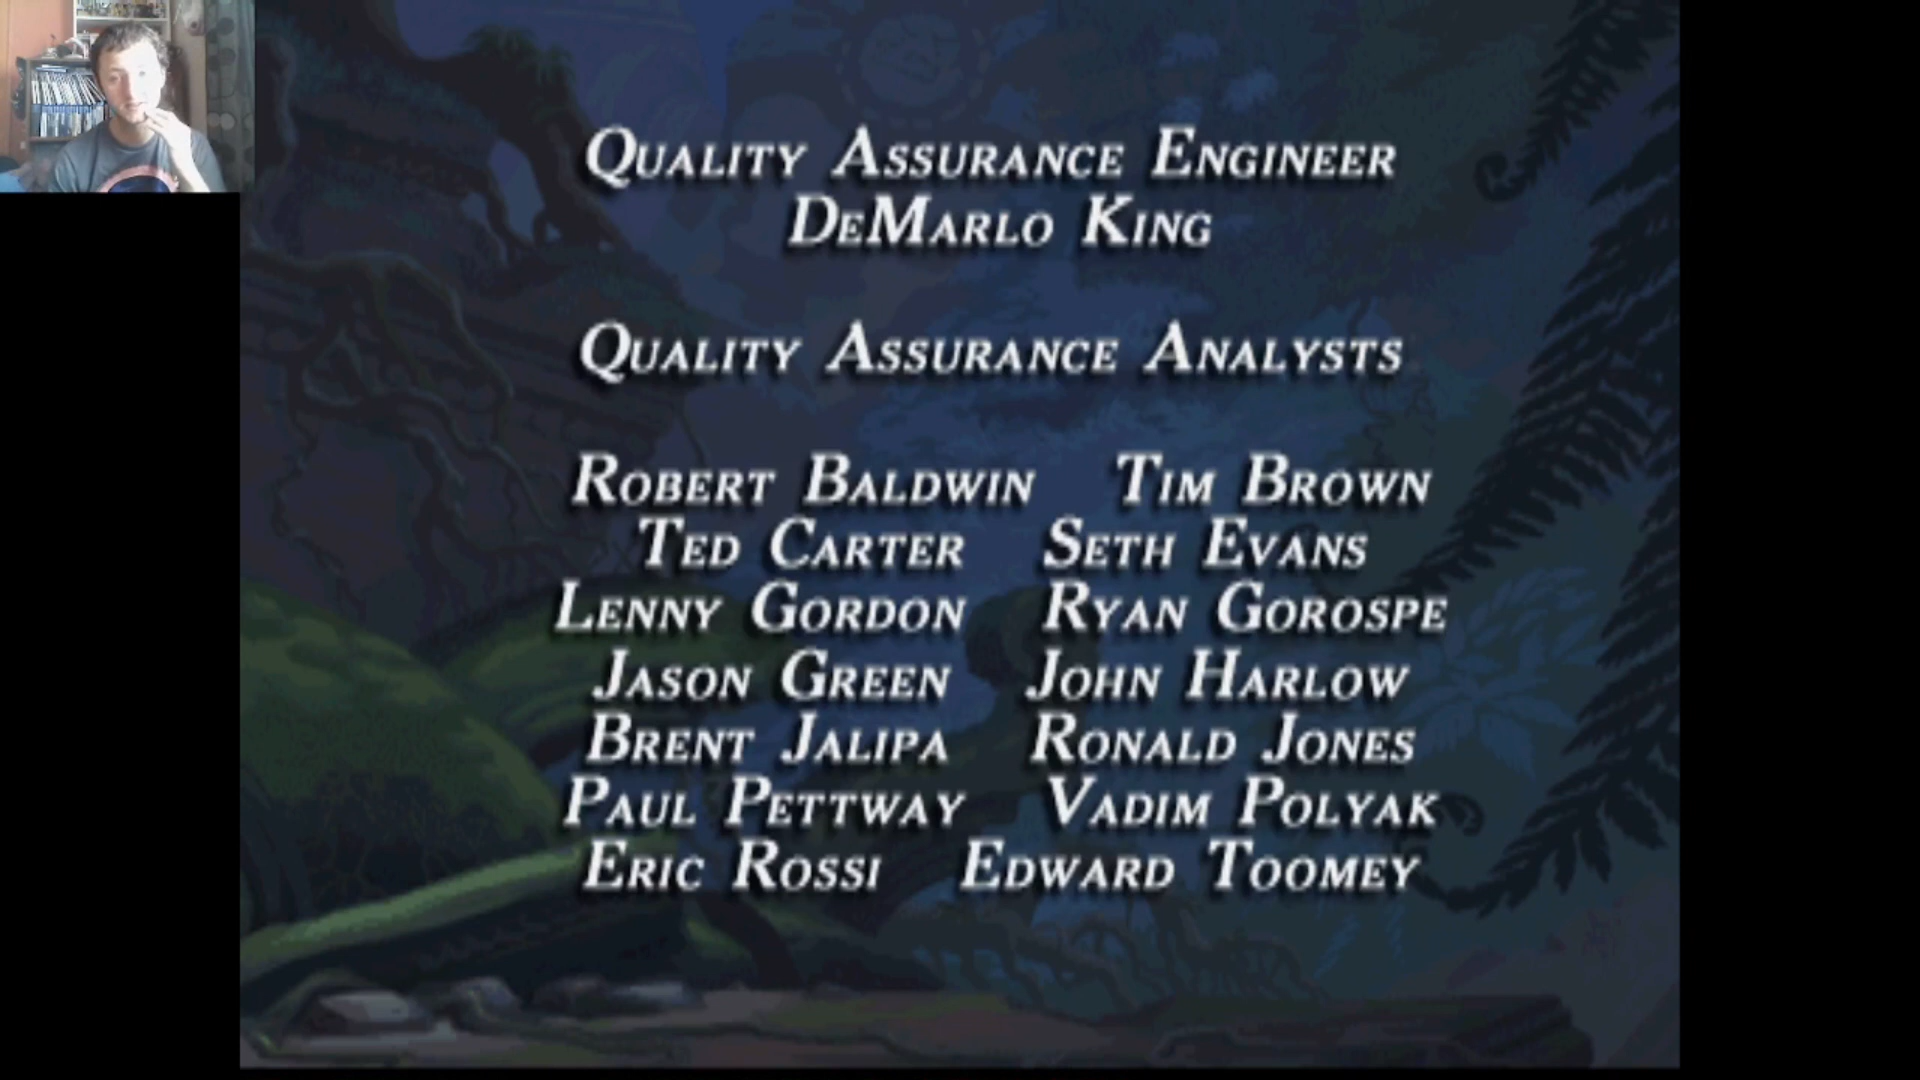 Quality Assurance Engineer
DeMarlo King
Quality Assurance Analysts
Robert Baldwin Tim Brown
Ted Carter Seth Evans
Lenny Gordon Ryan Gorospe
Jason Green John Harlow
Brent Jalipa Ronald Jones
Paul Pettway Vadim Polyak
Eric Rossi Edward Toomey